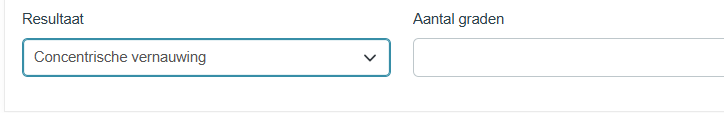 Resultaat
Aantal graden
Concentrische vernauwing